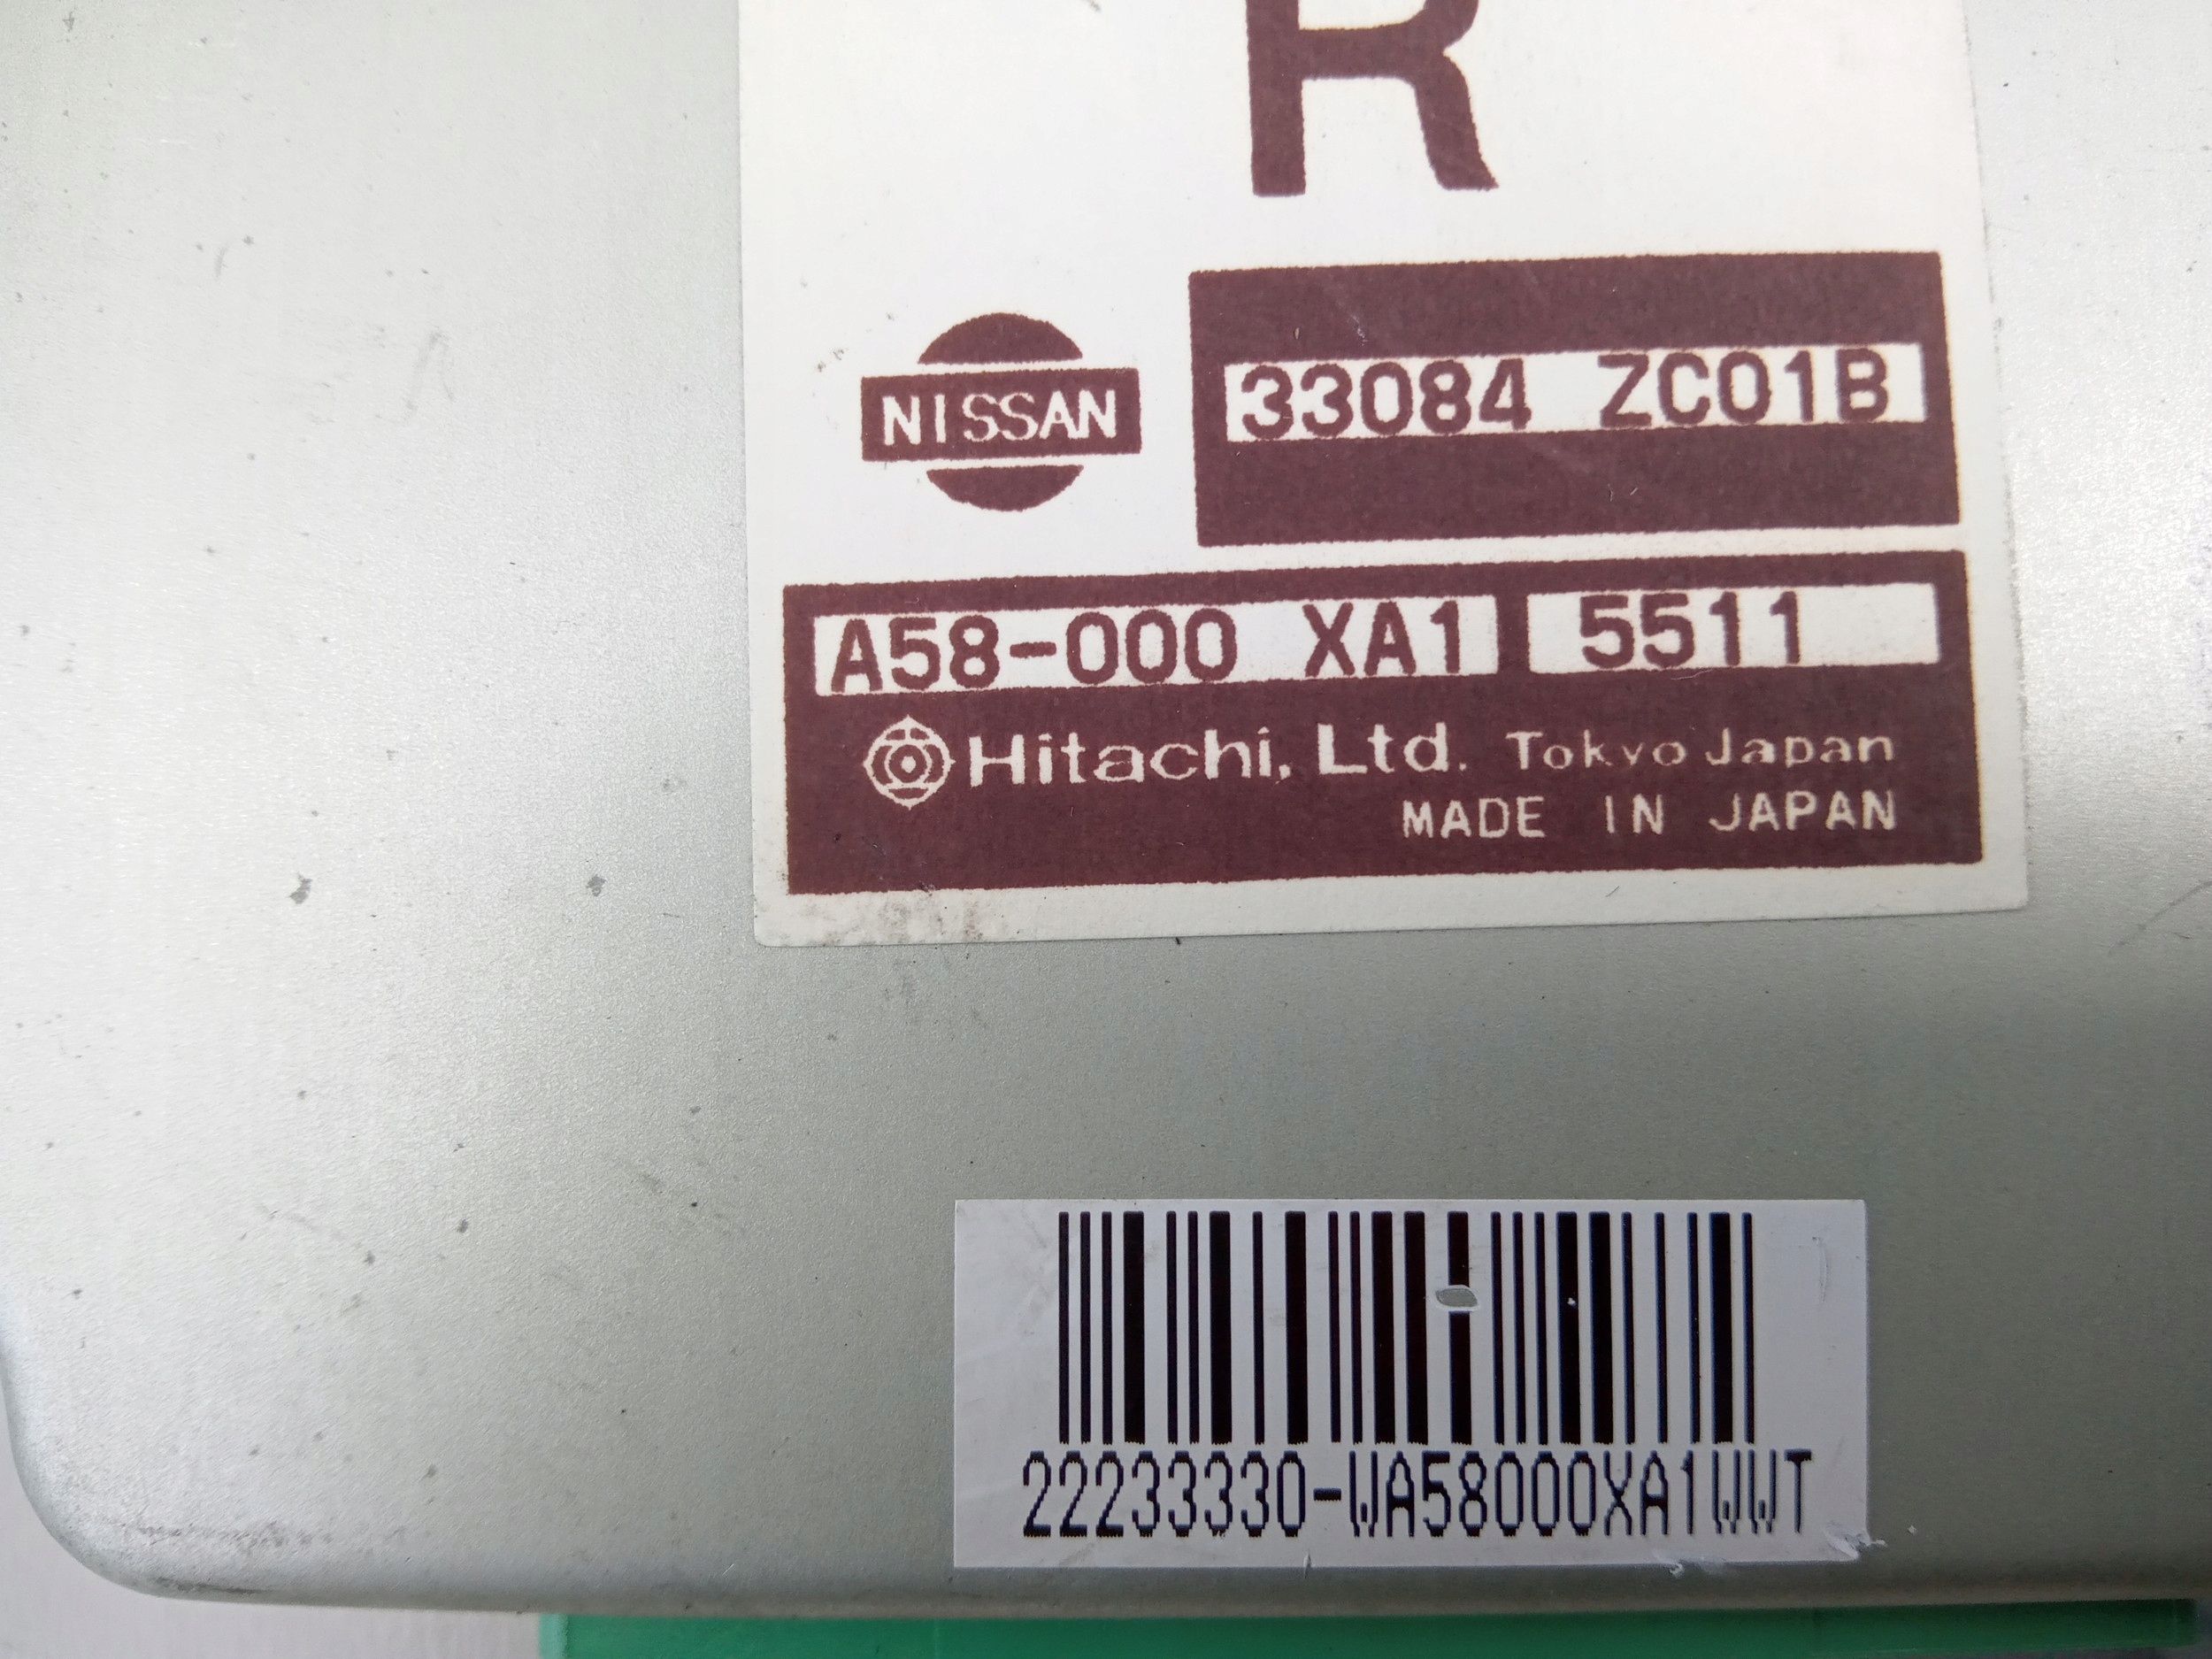 R
NISSAN
33084 ZC01B
A58-000 XA1 5511
Hitachi, Ltd. Tokyo Japan
MADE IN JAPAN
22233330-WA58000XA1WWT